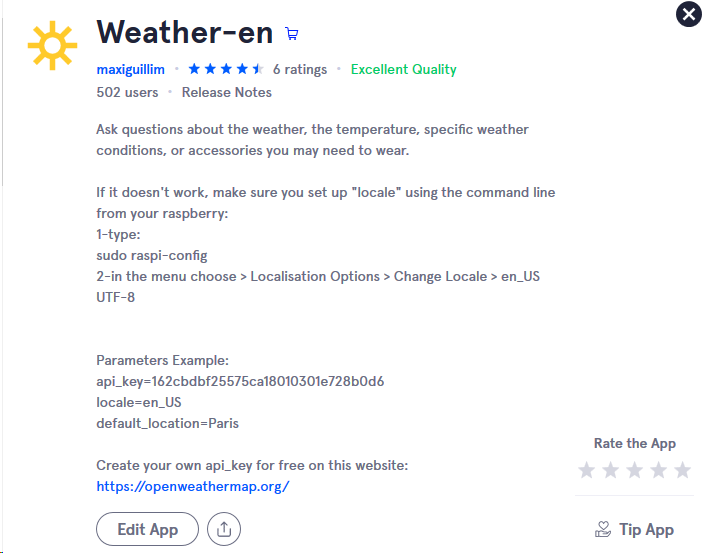 Weather-en
maxiguillim • 6 ratings • Excellent Quality
502 users • Release Notes
Ask questions about the weather, the temperature, specific weather
conditions, or accessories you may need to wear.
If it doesn't work, make sure you set up "locale" using the command line
from your raspberry:
1-type:
sudo raspi-config
2-in the menu choose > Localisation Options > Change Locale > en_US
UTF-8
Parameters Example:
api_key=162cbdbf25575ca18010301e728b0d6
locale=en_US
default_location=Paris
Create your own api_key for free on this website:
https://openweathermap.org/
Rate the App
Edit App
Tip App